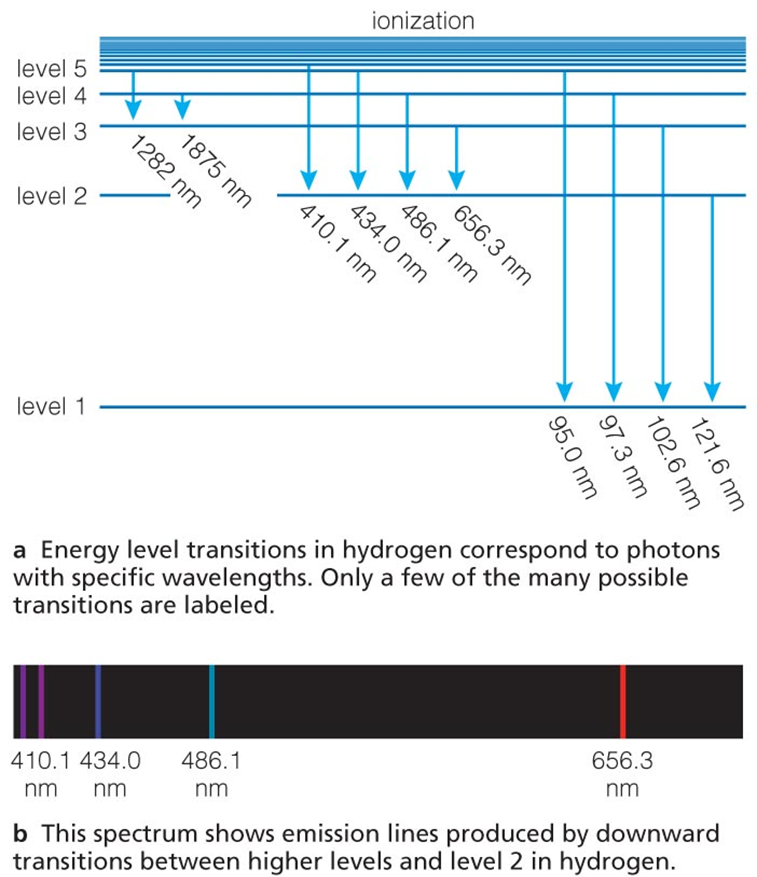 ionization
level 5
level 4
level 3
1282 nm
1875 nm
level 2
410.1 nm
434.0 nm
486.1 nm
656.3 nm
level 1
95.0 nm
97.3 nm
102.6 nm
121.6 nm
a Energy level transitions in hydrogen correspond to photons
with specific wavelengths. Only a few of the many possible
transitions are labeled.
410.1 434.0 486.1 656.3
nm nm nm nm
b This spectrum shows emission lines produced by downward
transitions between higher levels and level 2 in hydrogen.